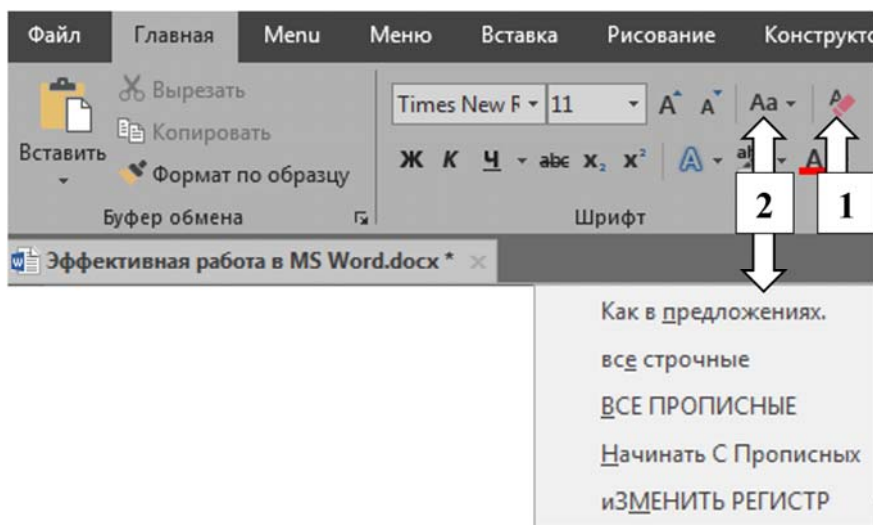 Файл Главная Menu Меню Вставка Рисование Конструкто
Вырезать
Копировать
Вставить
Формат по образцу
Буфер обмена
Times New F 11 A A Aa A
Ж К Ч abc X₂ X² A ab A
Шрифт
2 1
Эффективная работа в MS Word.docx *
Как в предложениях.
все строчные
ВСЕ ПРОПИСНЫЕ
Начинать С Прописных
иЗМЕНИТЬ РЕГИСТР